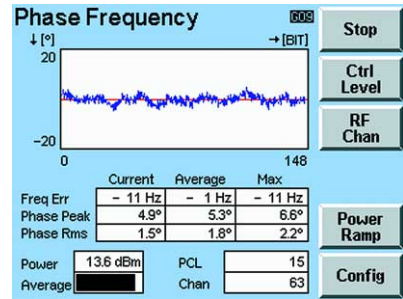 Phase Frequency G09 Stop
↓ [°] → [BIT]
20
Ctrl Level
RF Chan
−20
0 148
Current Average Max
Freq Err − 11 Hz − 1 Hz − 11 Hz
Phase Peak 4.9° 5.3° 6.6°
Phase Rms 1.5° 1.8° 2.2°
Power Ramp
Power 13.6 dBm PCL 15
Average Chan 63
Config